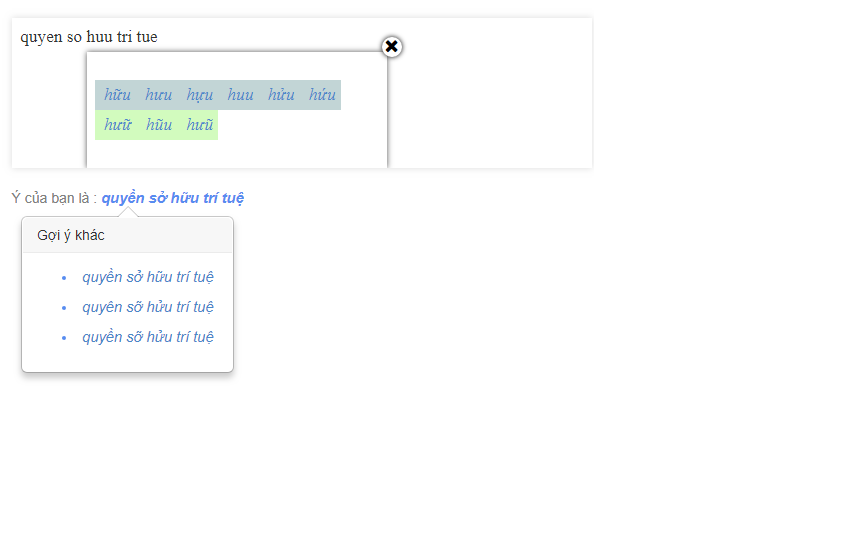 quyen so huu tri tue
hữu hưu hựu huu hửu hứu
hưữ hũu hưũ
Ý của bạn là : quyền sở hữu trí tuệ
Gợi ý khác
quyền sở hữu trí tuệ
quyên sỡ hửu trí tuệ
quyền sỡ hửu trí tuệ